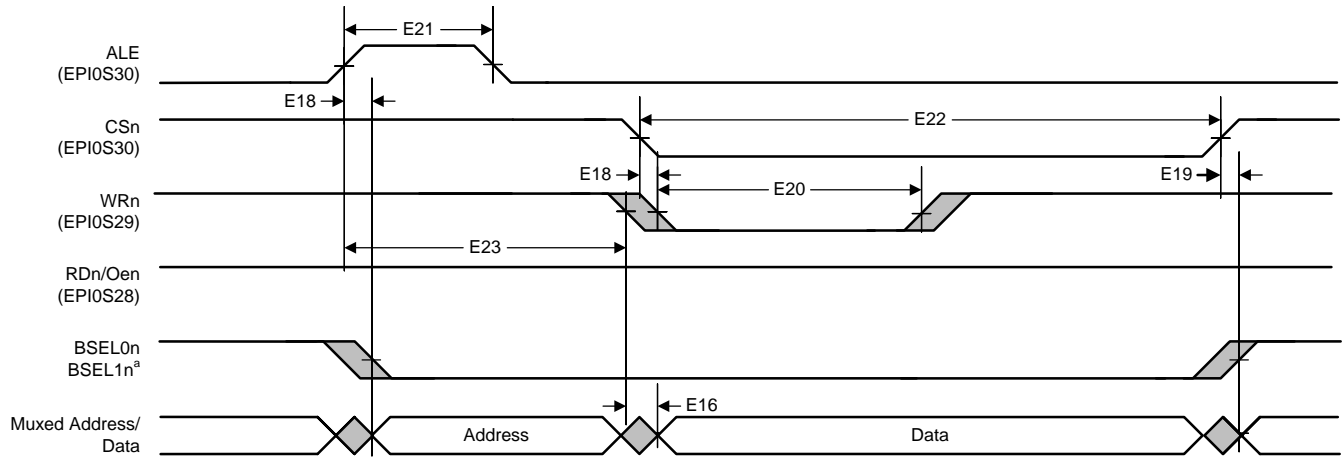 E21
ALE
(EPI0S30)
E18
CSn
(EPI0S30)
E22
E18
E20
E19
WRn
(EPI0S29)
E23
RDn/Oen
(EPI0S28)
BSEL0n
BSEL1nª
E16
Muxed Address/
Data
Address
Data